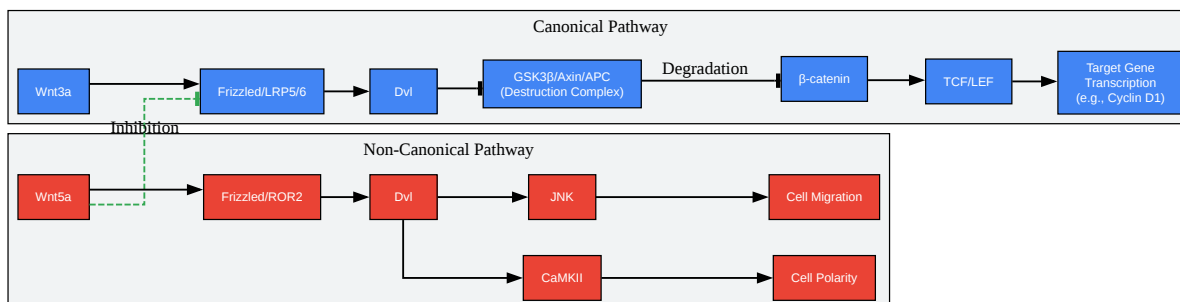 Canonical Pathway
Wnt3a
Frizzled/LRP5/6
Dvl
GSK3β/Axin/APC
(Destruction Complex)
Degradation
β-catenin
TCF/LEF
Target Gene
Transcription
(e.g., Cyclin D1)
Inhibition
Non-Canonical Pathway
Wnt5a
Frizzled/ROR2
Dvl
JNK
Cell Migration
CaMKII
Cell Polarity